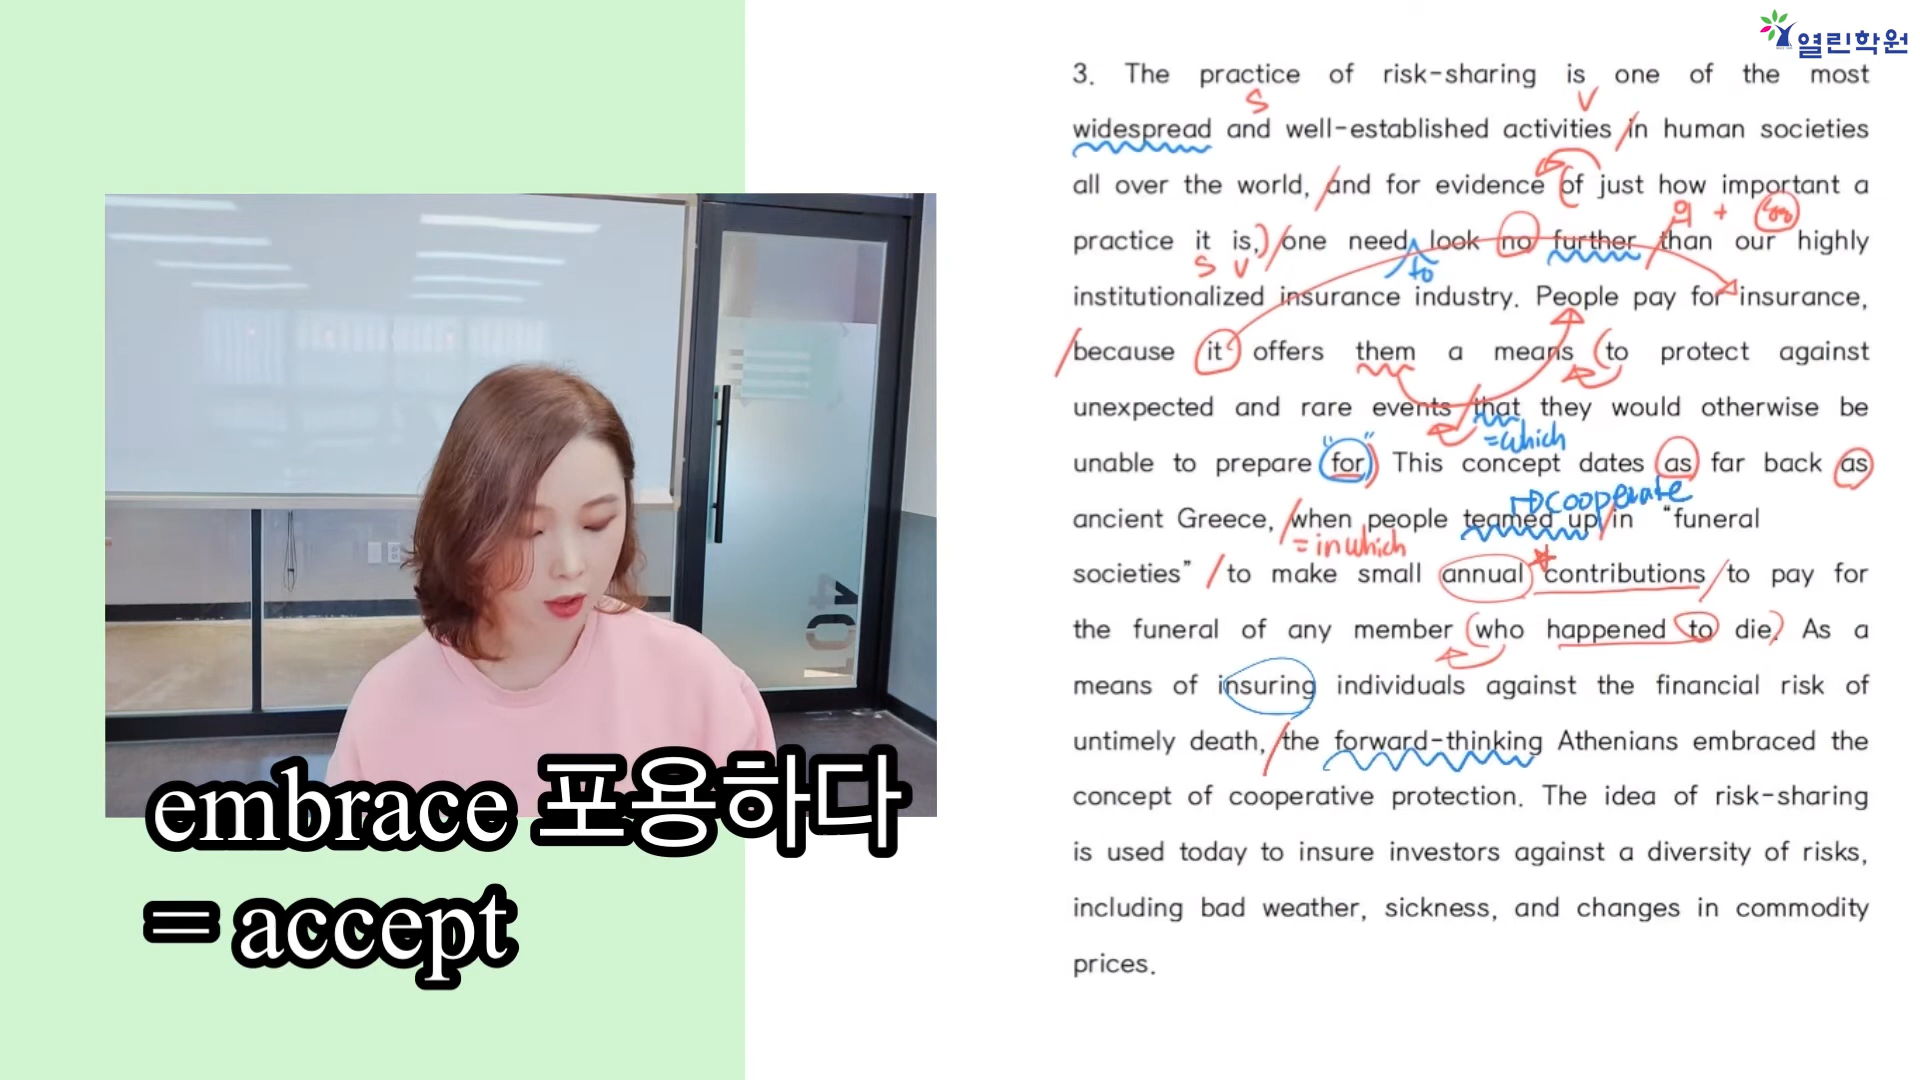 열린학원
3. The practice of risk-sharing is one of the most
S V
widespread and well-established activities in human societies
all over the world, and for evidence of just how important a
practice it is, one need look no further than our highly
S V to
institutionalized insurance industry. People pay for insurance,
because it offers them a means to protect against
unexpected and rare events that they would otherwise be
=which
unable to prepare for. This concept dates as far back as
→cooperate
ancient Greece, when people teamed up in “funeral
= in which
societies” to make small annual contributions to pay for
the funeral of any member who happened to die. As a
means of insuring individuals against the financial risk of
untimely death, the forward-thinking Athenians embraced the
concept of cooperative protection. The idea of risk-sharing
is used today to insure investors against a diversity of risks,
including bad weather, sickness, and changes in commodity
prices.
embrace 포용하다
= accept